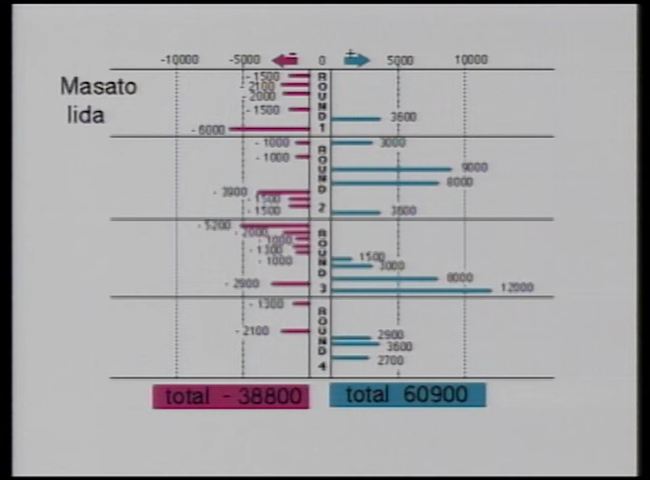 -10000 -5000 - 0 + 5000 10000
Masato
Iida
ROUND 1
- 1500
- 2100
- 2000
- 1500
3600
- 6000
ROUND 2
- 1000 3000
- 1000
9000
8000
- 3900
- 1500
- 1500 3600
ROUND 3
- 5200
- 2000
- 1000
- 1300
- 1000 1500
3000
8000
- 2900 12000
ROUND 4
- 1300
- 2100 2900
3600
2700
total - 38800 total 60900